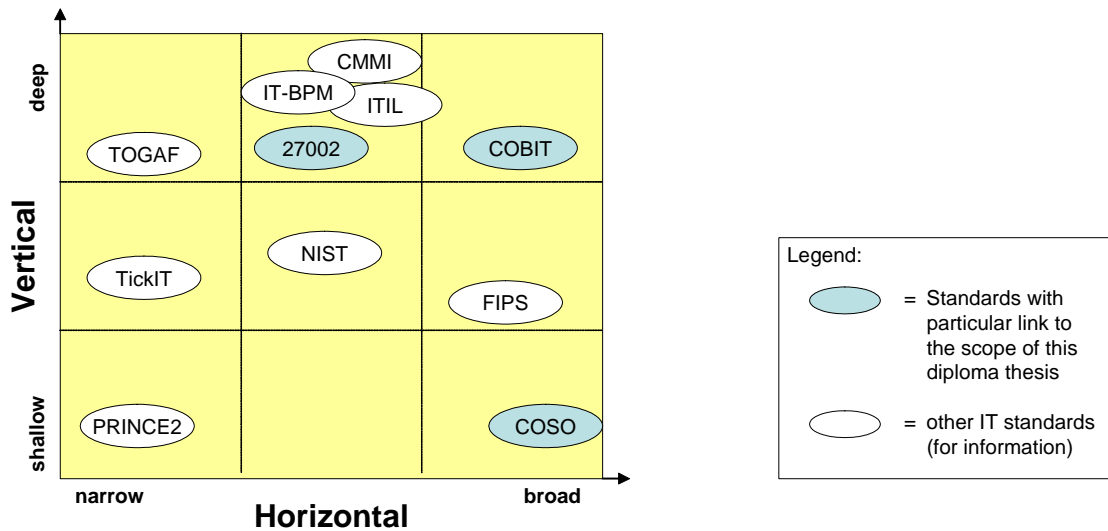 deep
CMMI
IT-BPM
ITIL
TOGAF
27002
COBIT
Vertical
NIST
TickIT
FIPS
shallow
PRINCE2
COSO
narrow
broad
Horizontal
Legend:
= Standards with
particular link to
the scope of this
diploma thesis
= other IT standards
(for information)